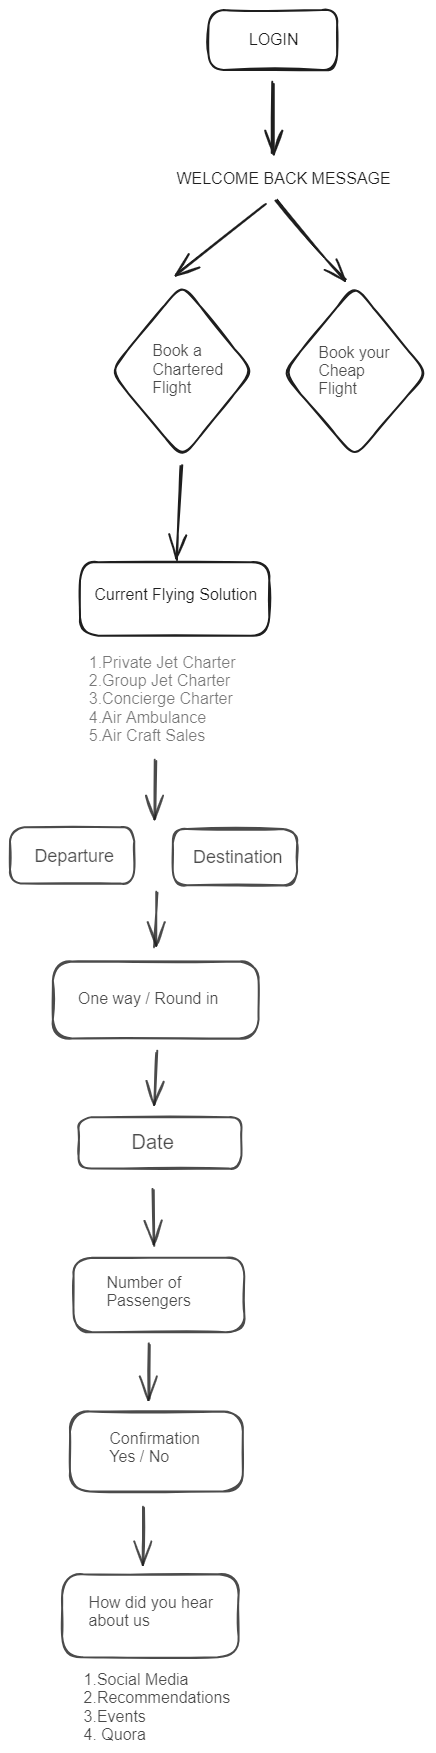 LOGIN
WELCOME BACK MESSAGE
Book a
Chartered
Flight
Book your
Cheap
Flight
Current Flying Solution
1.Private Jet Charter
2.Group Jet Charter
3.Concierge Charter
4.Air Ambulance
5.Air Craft Sales
Departure
Destination
One way / Round in
Date
Number of
Passengers
Confirmation
Yes / No
How did you hear
about us
1.Social Media
2.Recommendations
3.Events
4. Quora